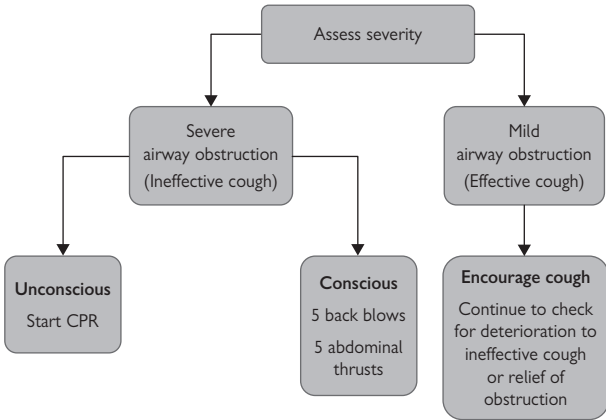 Assess severity
Severe
airway obstruction
(Ineffective cough)
Mild
airway obstruction
(Effective cough)
Unconscious
Start CPR
Conscious
5 back blows
5 abdominal
thrusts
Encourage cough
Continue to check
for deterioration to
ineffective cough
or relief of
obstruction